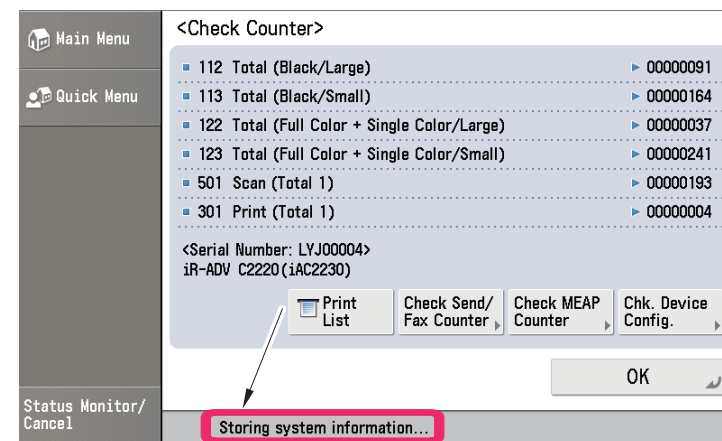 Main Menu
Quick Menu
Status Monitor/
Cancel
<Check Counter>
112 Total (Black/Large) 00000091
113 Total (Black/Small) 00000164
122 Total (Full Color + Single Color/Large) 00000037
123 Total (Full Color + Single Color/Small) 00000241
501 Scan (Total 1) 00000193
301 Print (Total 1) 00000004
<Serial Number: LYJ00004>
iR-ADV C2220(iAC2230)
Print
List
Check Send/
Fax Counter
Check MEAP
Counter
Chk. Device
Config.
OK
Storing system information...